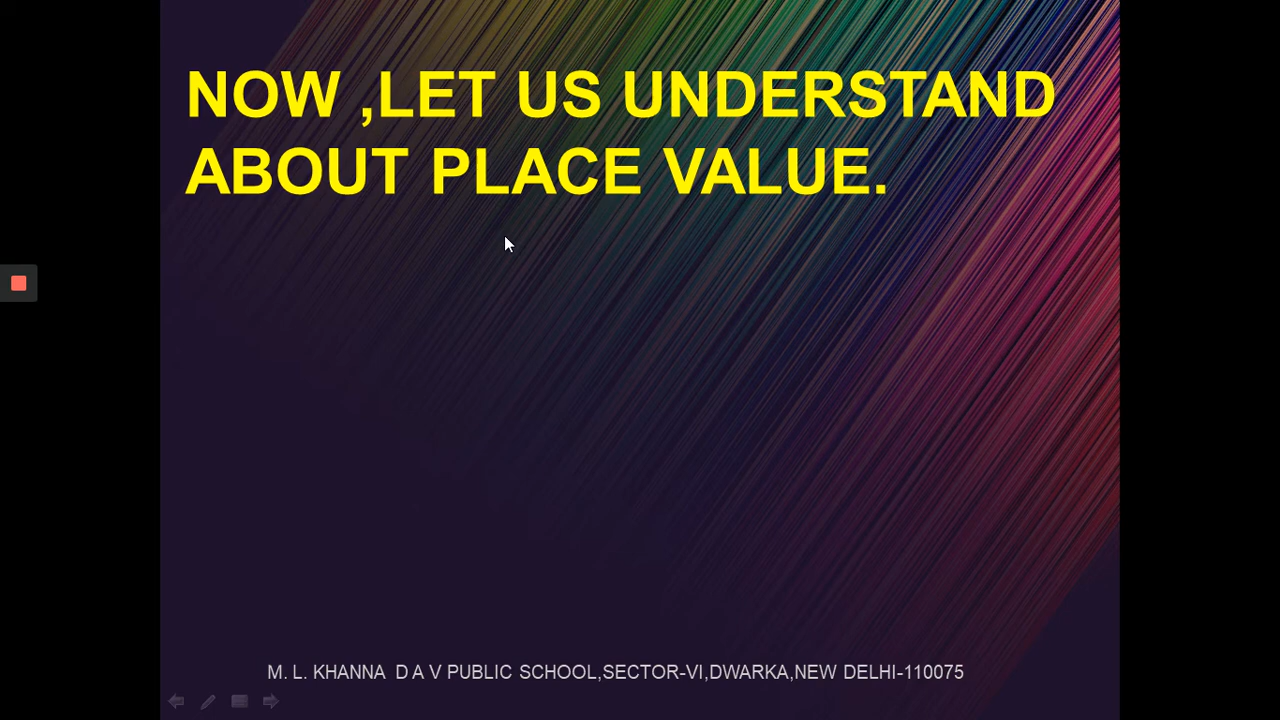 NOW ,LET US UNDERSTAND
ABOUT PLACE VALUE.
M. L. KHANNA  D A V PUBLIC SCHOOL,SECTOR-VI,DWARKA,NEW DELHI-110075